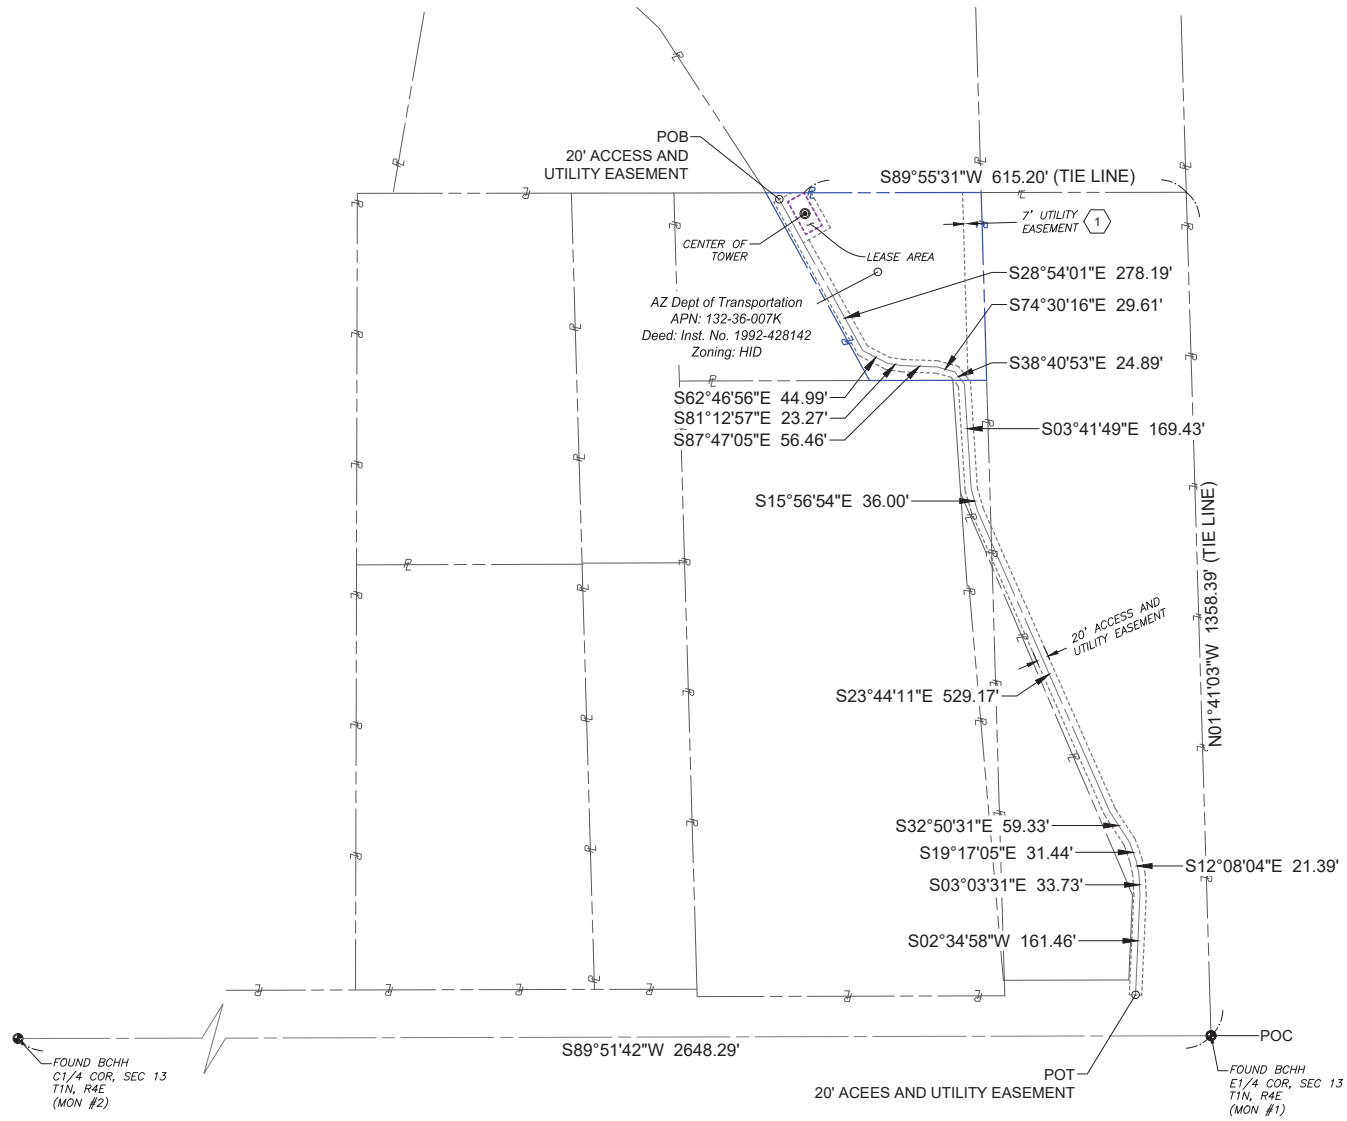 POB
20' ACCESS AND
UTILITY EASEMENT
S89°55'31"W  615.20' (TIE LINE)
7' UTILITY
EASEMENT
1
CENTER OF
TOWER
LEASE AREA
S28°54'01"E  278.19'
AZ Dept of Transportation
APN: 132-36-007K
Deed: Inst. No. 1992-428142
Zoning: HID
S74°30'16"E  29.61'
S38°40'53"E  24.89'
S62°46'56"E  44.99'
S81°12'57"E  23.27'
S87°47'05"E  56.46'
S03°41'49"E  169.43'
S15°56'54"E  36.00'
N01°41'03"W  1358.39' (TIE LINE)
20' ACCESS AND
UTILITY EASEMENT
S23°44'11"E  529.17'
S32°50'31"E  59.33'
S19°17'05"E  31.44'
S12°08'04"E  21.39'
S03°03'31"E  33.73'
S02°34'58"W  161.46'
POC
S89°51'42"W  2648.29'
FOUND BCHH
C1/4 COR, SEC 13
T1N, R4E
(MON #2)
POT
20' ACEES AND UTILITY EASEMENT
FOUND BCHH
E1/4 COR, SEC 13
T1N, R4E
(MON #1)